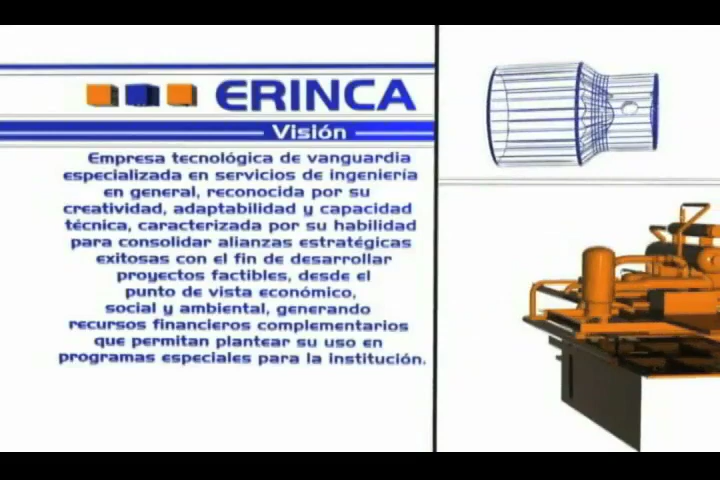 ERINCA
Visión
Empresa tecnológica de vanguardia
especializada en servicios de ingeniería
en general, reconocida por su
creatividad, adaptabilidad y capacidad
técnica, caracterizada por su habilidad
para consolidar alianzas estratégicas
exitosas con el fin de desarrollar
proyectos factibles, desde el
punto de vista económico,
social y ambiental, generando
recursos financieros complementarios
que permitan plantear su uso en
programas especiales para la institución.